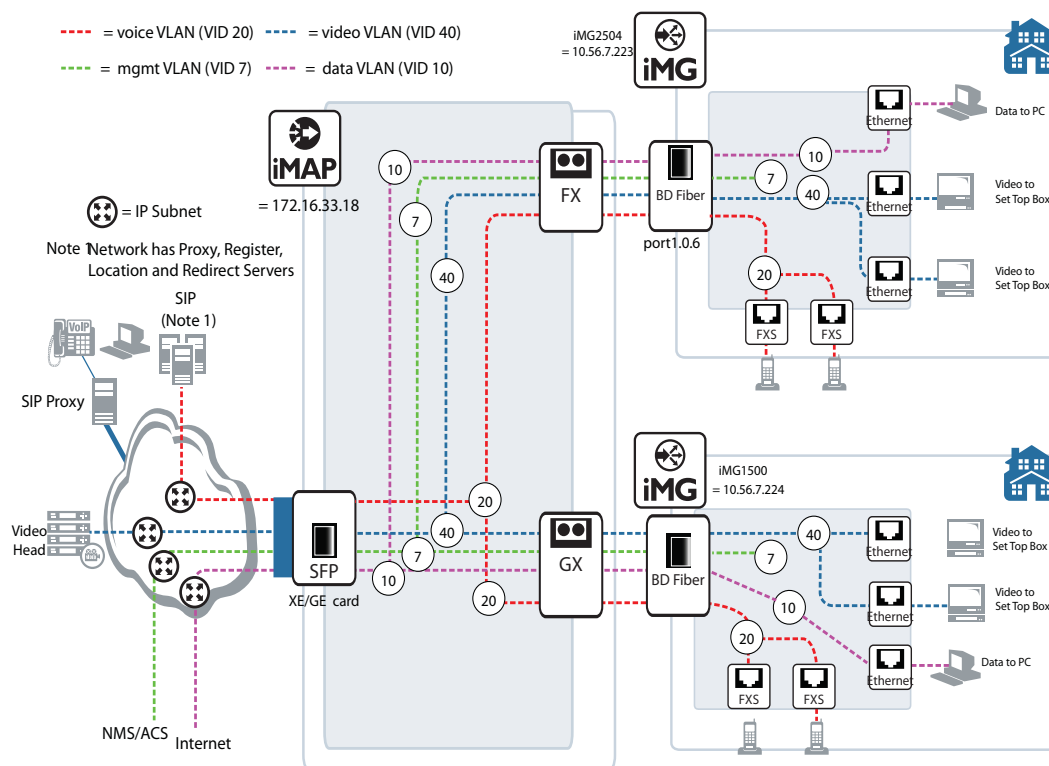 = voice VLAN (VID 20)
= video VLAN (VID 40)
= mgmt VLAN (VID 7)
= data VLAN (VID 10)
iMG2504
= 10.56.7.223
iMG
iMAP
= 172.16.33.18
= IP Subnet
Note 1
Network has Proxy, Register,
Location and Redirect Servers
SIP
(Note 1)
VoIP
SIP Proxy
Video
Head
NMS/ACS
Internet
SFP
XE/GE card
10
7
40
20
20
40
7
10
20
FX
GX
BD Fiber
port1.0.6
10
7
40
20
Ethernet
Data to PC
Ethernet
Video to
Set Top Box
Ethernet
Video to
Set Top Box
FXS
FXS
iMG
iMG1500
= 10.56.7.224
BD Fiber
40
7
10
20
Ethernet
Video to
Set Top Box
Ethernet
Video to
Set Top Box
Ethernet
Data to PC
FXS
FXS